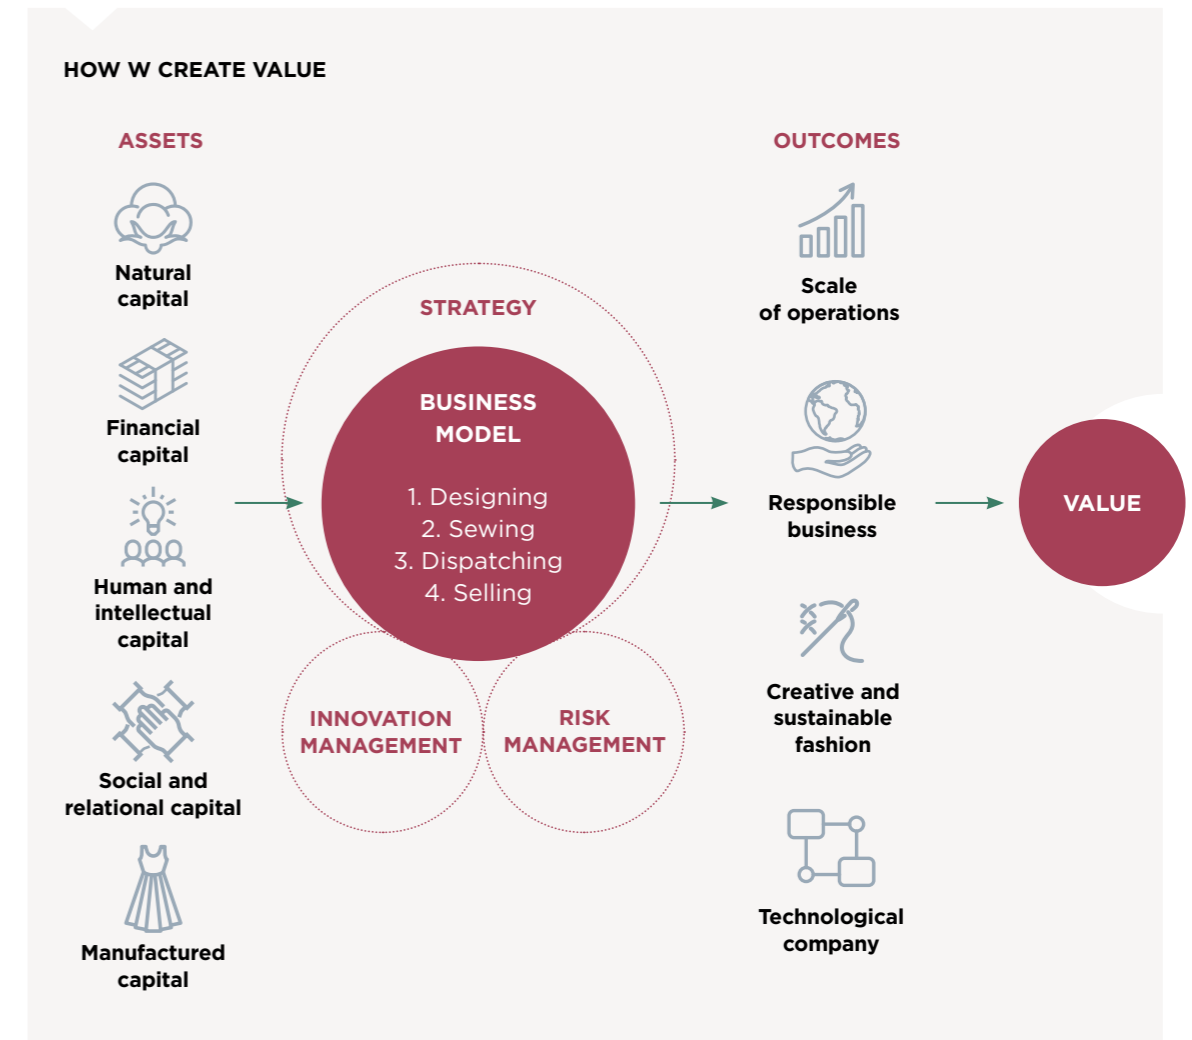 HOW W CREATE VALUE
ASSETS
Natural
capital
Financial
capital
Human and
intellectual
capital
Social and
relational capital
Manufactured
capital
STRATEGY
BUSINESS
MODEL
1. Designing
2. Sewing
3. Dispatching
4. Selling
INNOVATION
MANAGEMENT
RISK
MANAGEMENT
OUTCOMES
Scale
of operations
Responsible
business
Creative and
sustainable
fashion
Technological
company
VALUE